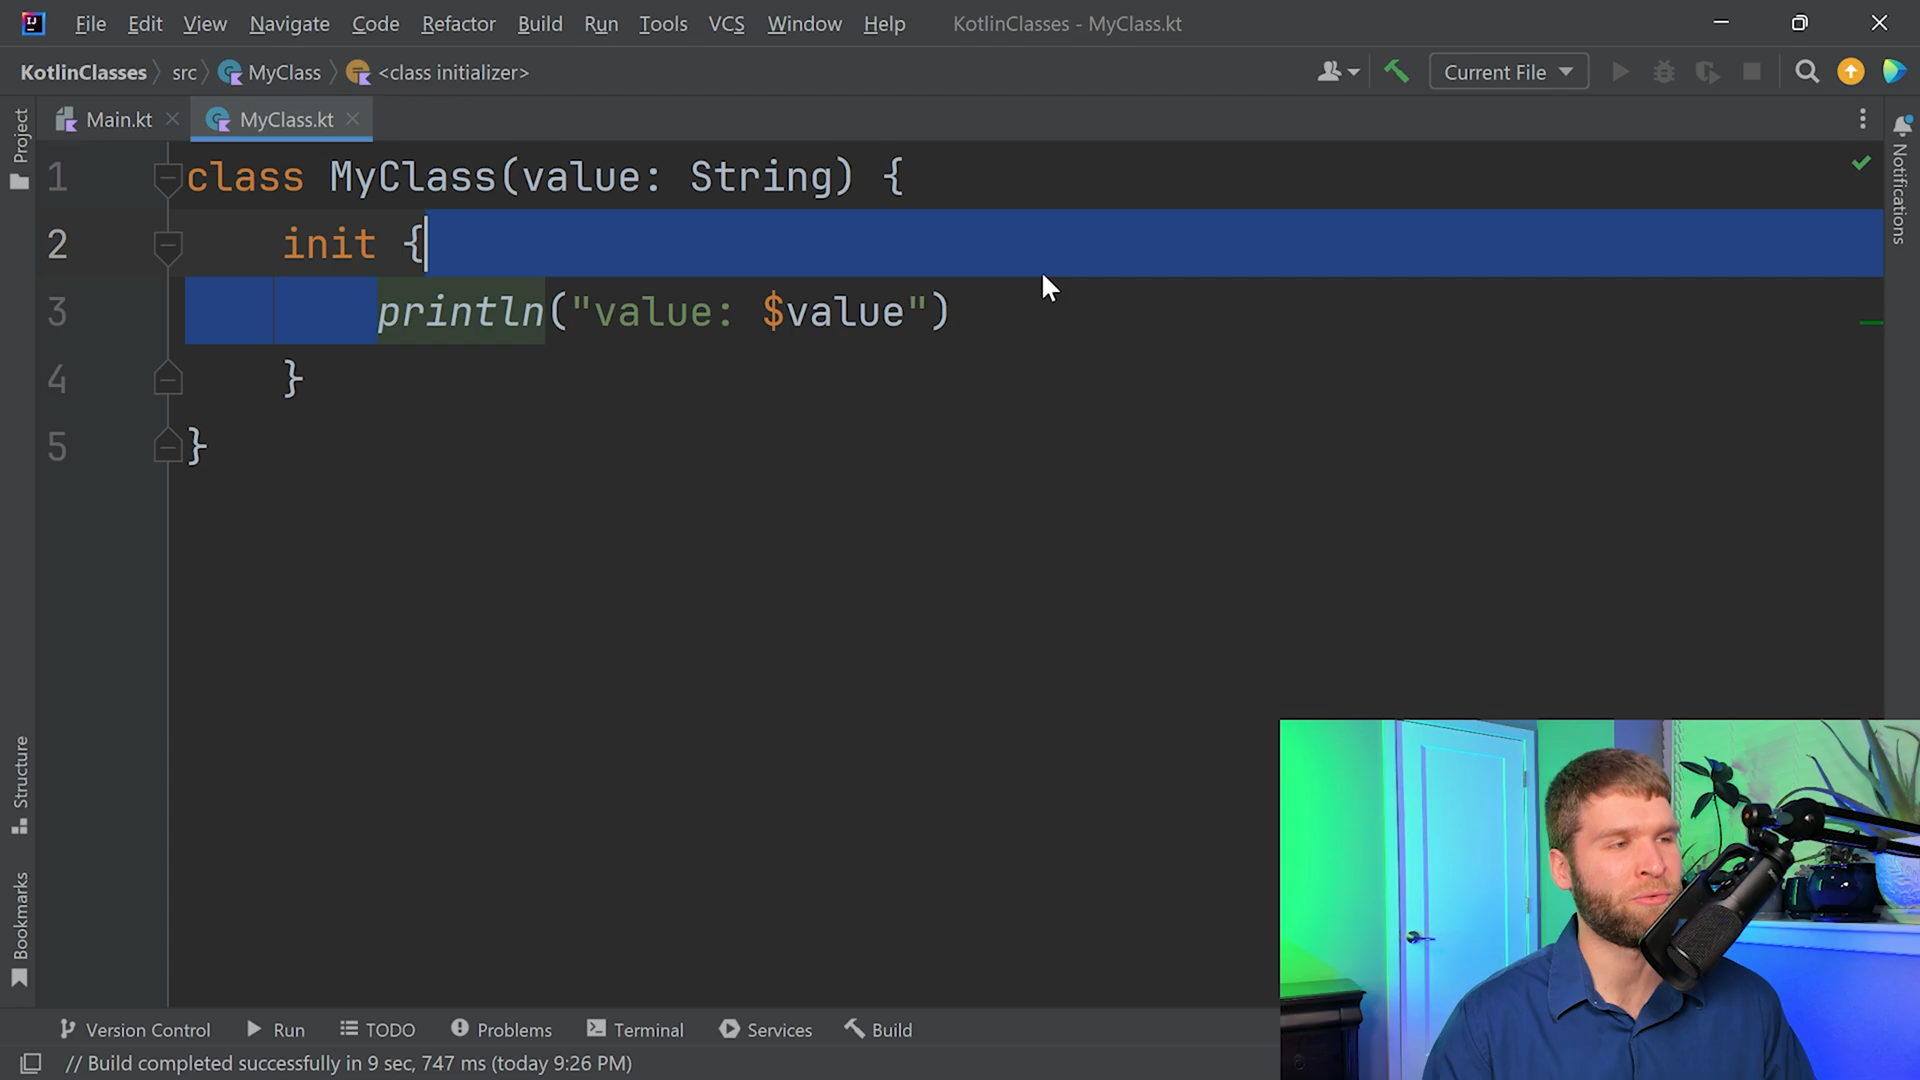 File Edit View Navigate Code Refactor Build Run Tools VCS Window Help KotlinClasses - MyClass.kt
KotlinClasses src MyClass <class initializer> Current File
Main.kt MyClass.kt
Project
Notifications
1 class MyClass(value: String) {
2 init {
3 println("value: $value")
4 }
5 }
Structure
Bookmarks
Version Control Run TODO Problems Terminal Services Build
// Build completed successfully in 9 sec, 747 ms (today 9:26 PM)